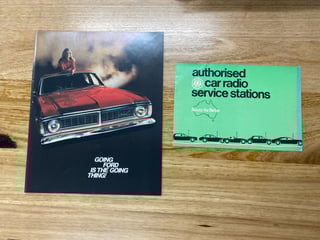 GOING
FORD
IS THE GOING
THING!
authorised
car radio
service stations